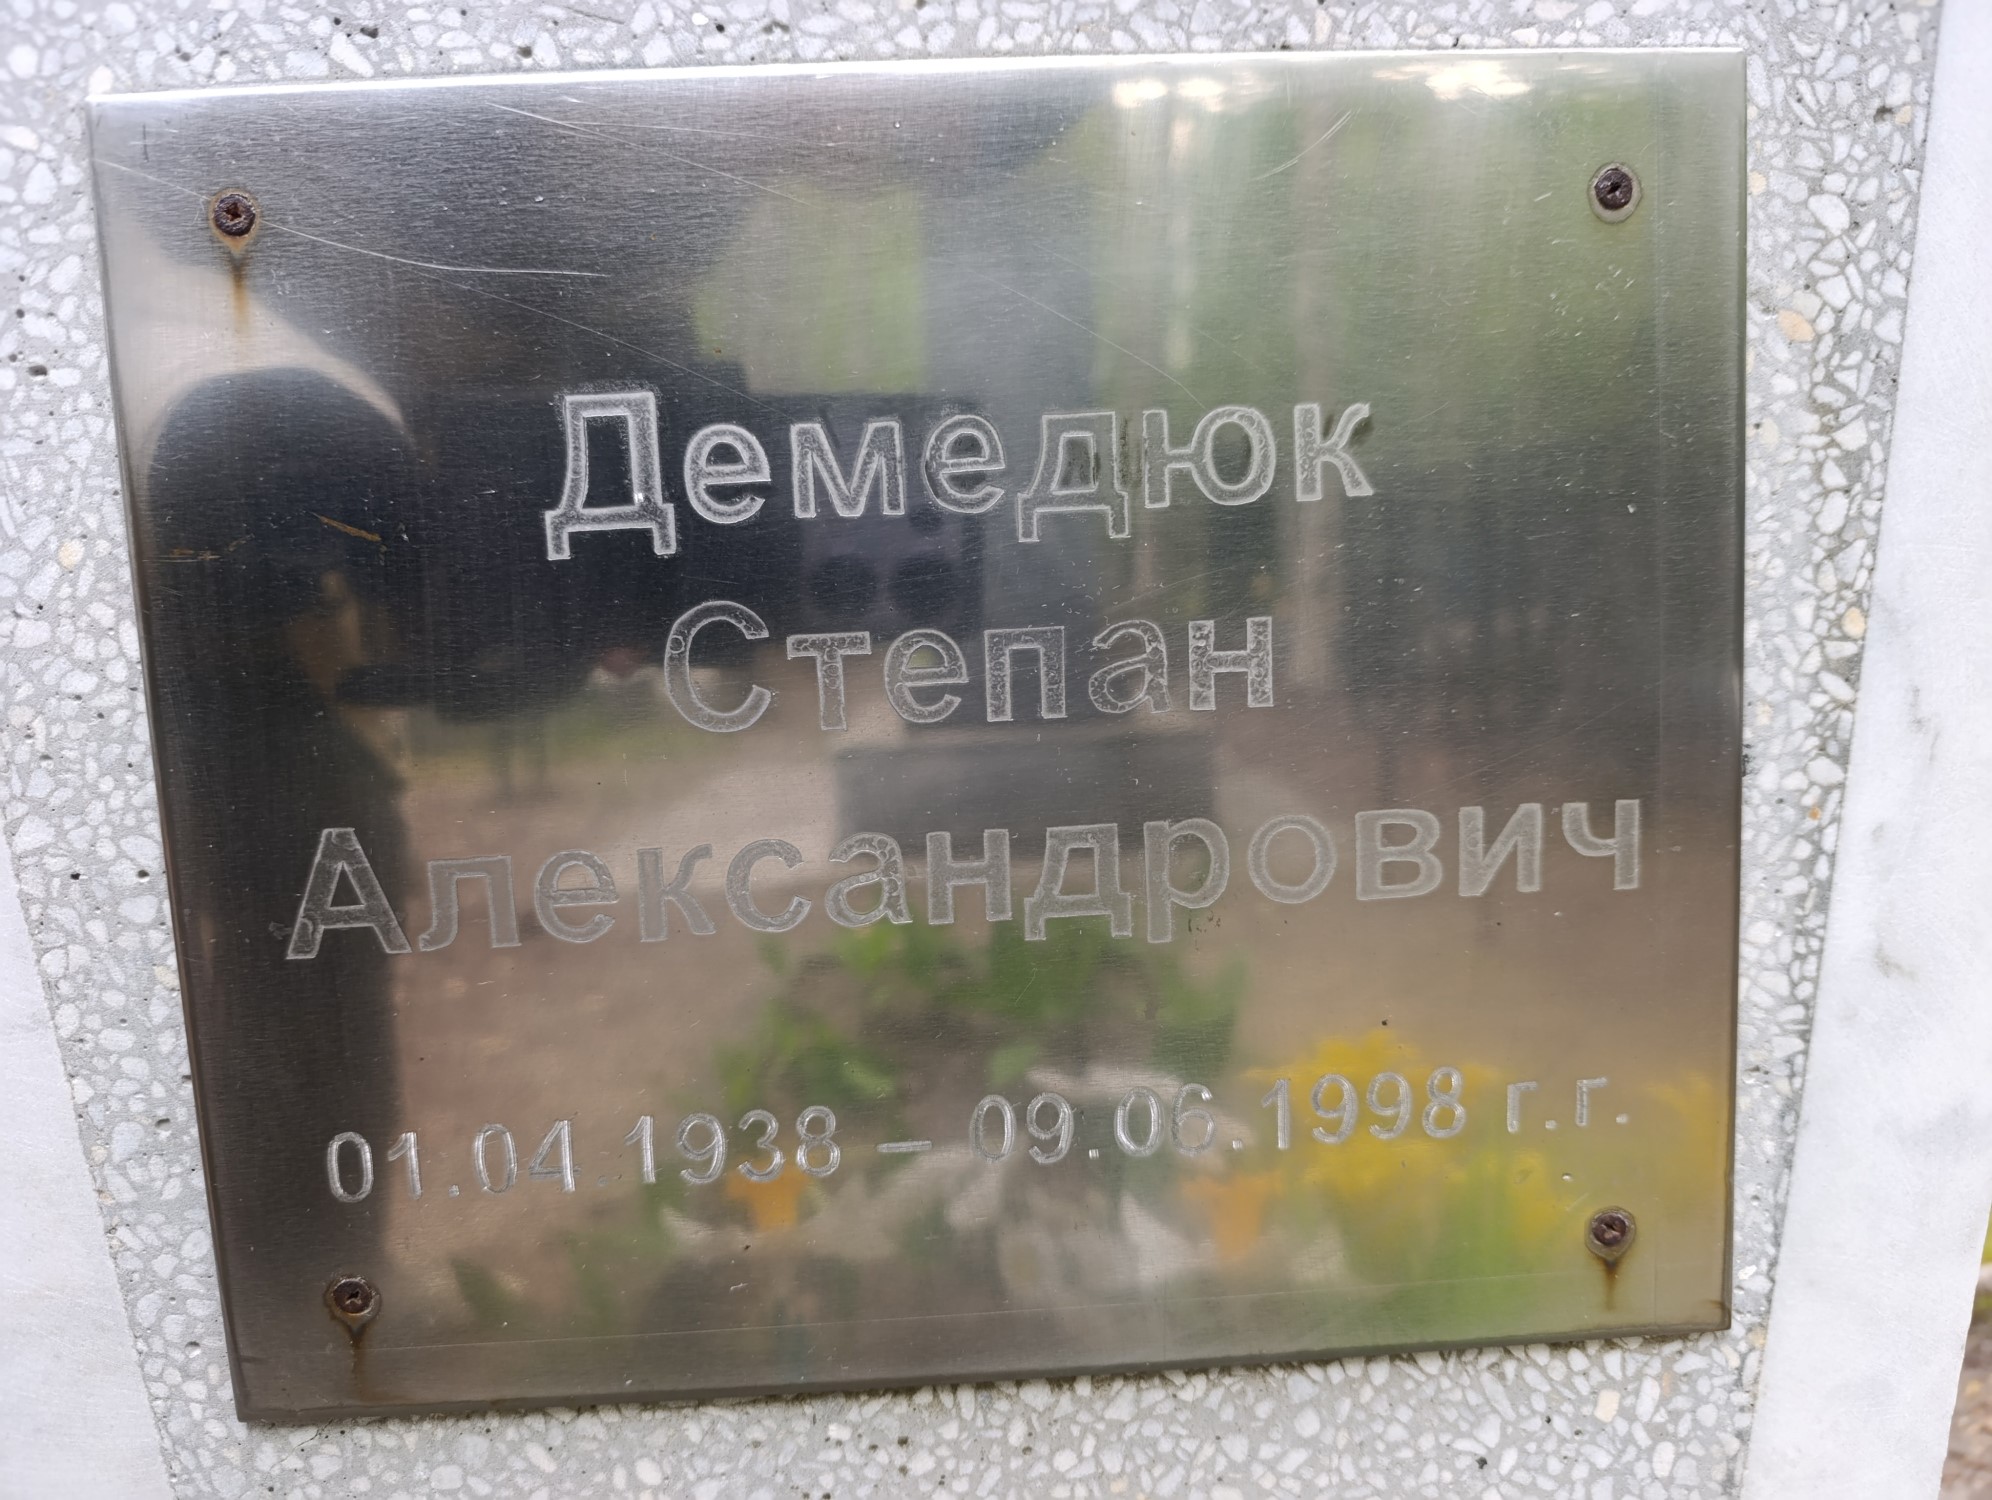 Демедюк
Степан
Александрович
01.04.1938 – 09.06.1998 г.г.